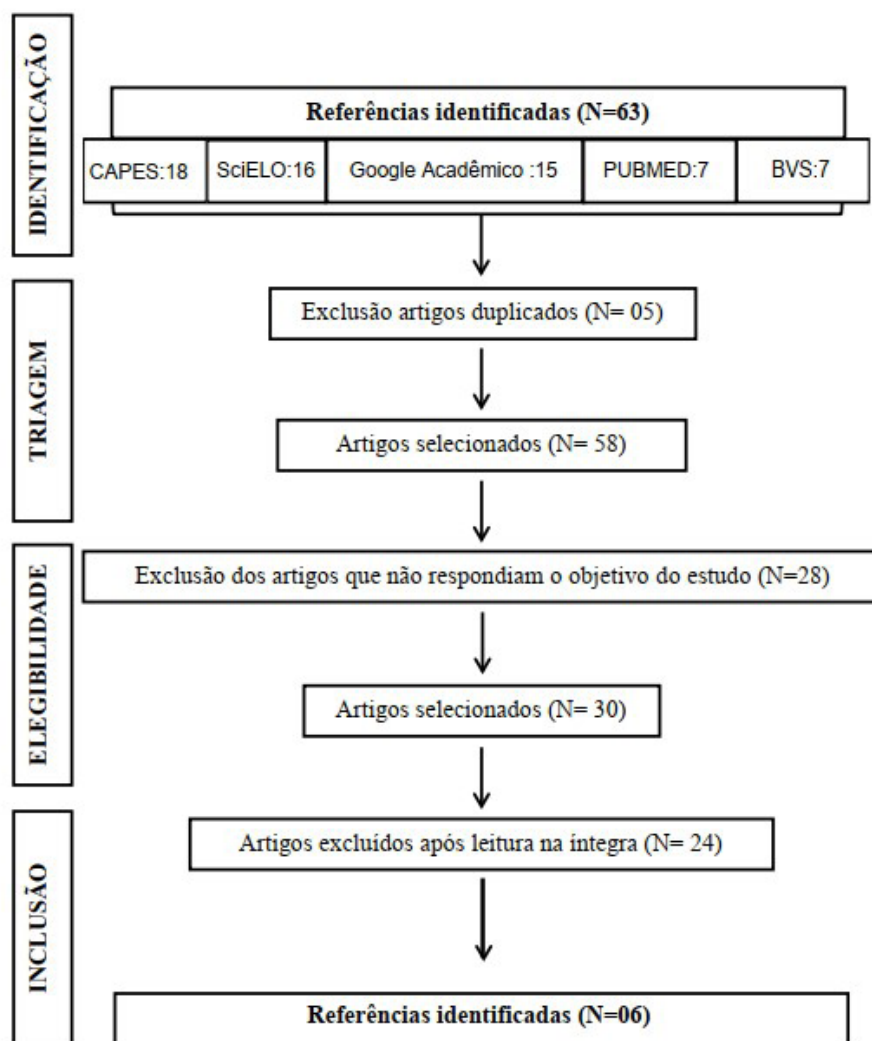 IDENTIFICAÇÃO
Referências identificadas (N=63)
CAPES:18 SciELO:16 Google Acadêmico :15 PUBMED:7 BVS:7
TRIAGEM
Exclusão artigos duplicados (N= 05)
Artigos selecionados (N= 58)
ELEGIBILIDADE
Exclusão dos artigos que não respondiam o objetivo do estudo (N=28)
Artigos selecionados (N= 30)
INCLUSÃO
Artigos excluídos após leitura na íntegra (N= 24)
Referências identificadas (N=06)